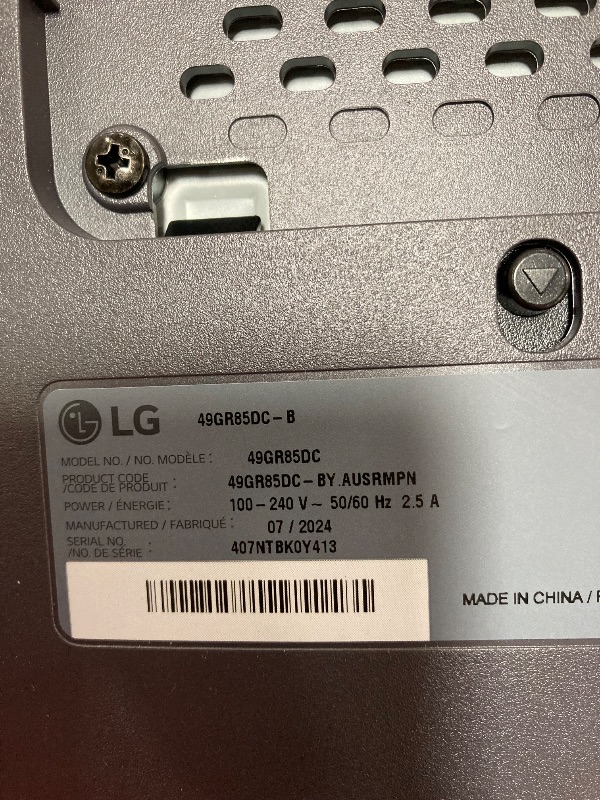 LG 49GR85DC-B
MODEL NO. / NO. MODÈLE : 49GR85DC
PRODUCT CODE
/CODE DE PRODUIT : 49GR85DC-BY.AUSRMPN
POWER / ÉNERGIE : 100-240 V~ 50/60 Hz 2.5 A
MANUFACTURED / FABRIQUÉ : 07 / 2024
SERIAL NO.
/NO. DE SÉRIE : 407NTBK0Y413
MADE IN CHINA /